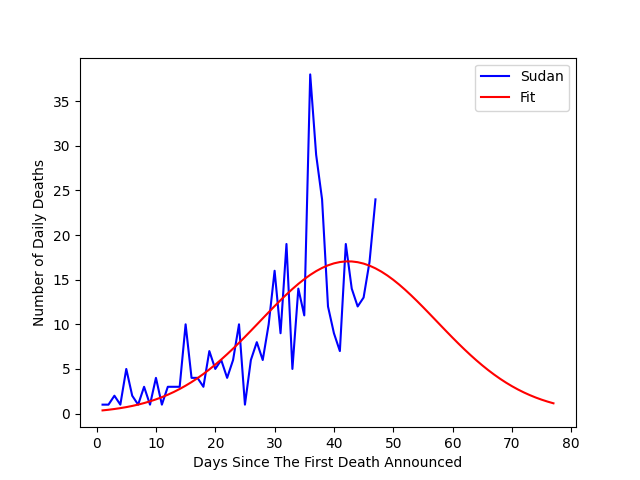 Sudan
Fit
35
30
25
20
15
10
5
0
Number of Daily Deaths
0 10 20 30 40 50 60 70 80
Days Since The First Death Announced